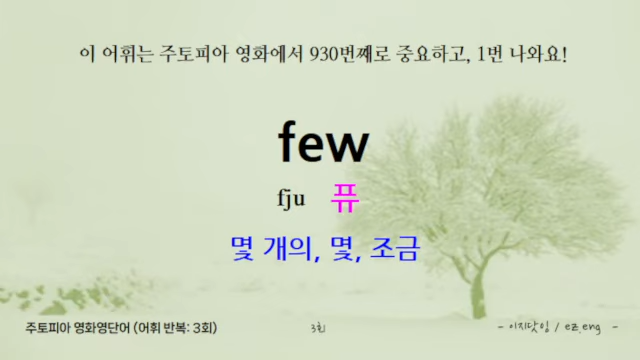 이 어휘는 주토피아 영화에서 930번째로 중요하고, 1번 나와요!
few
fju 퓨
몇 개의, 몇, 조금
주토피아 영화영단어 (어휘 반복: 3회) 3회 - 이지닷잉 / ez.eng -